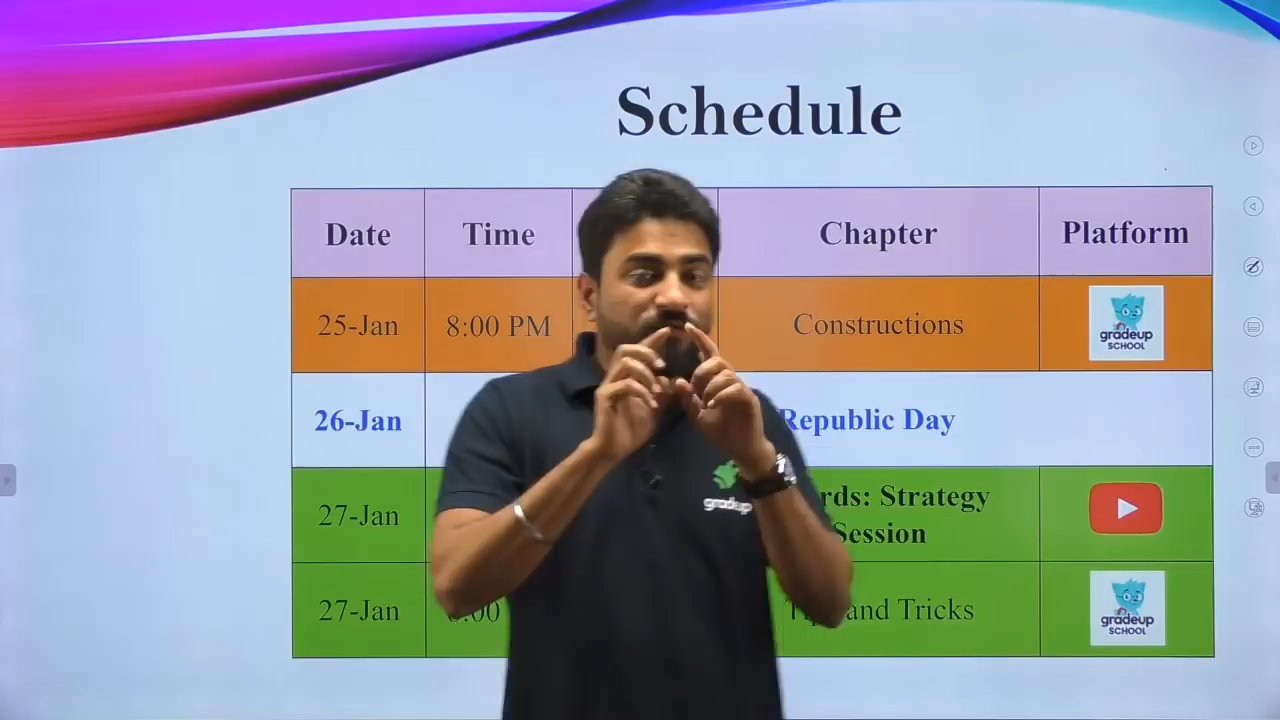 Schedule
Date Time Chapter Platform
25-Jan 8:00 PM Constructions
gradeup
SCHOOL
26-Jan Republic Day
27-Jan Strategy
Session
27-Jan and Tricks
gradeup
SCHOOL
gradeup